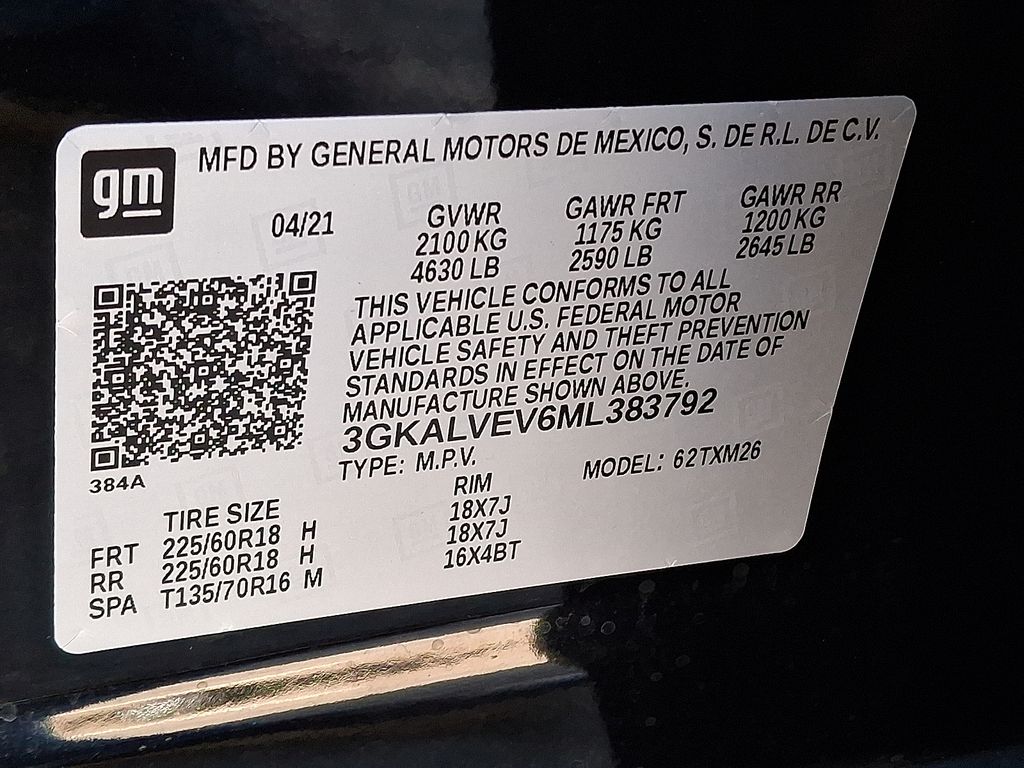 gm
MFD BY GENERAL MOTORS DE MEXICO, S. DE R.L. DE C.V.
04/21 GVWR GAWR FRT GAWR RR
2100 KG 1175 KG 1200 KG
4630 LB 2590 LB 2645 LB
THIS VEHICLE CONFORMS TO ALL
APPLICABLE U.S. FEDERAL MOTOR
VEHICLE SAFETY AND THEFT PREVENTION
STANDARDS IN EFFECT ON THE DATE OF
MANUFACTURE SHOWN ABOVE.
3GKALVEV6ML383792
TYPE: M.P.V. MODEL: 62TXM26
384A
TIRE SIZE RIM
FRT 225/60R18 H 18X7J
RR 225/60R18 H 18X7J
SPA T135/70R16 M 16X4BT